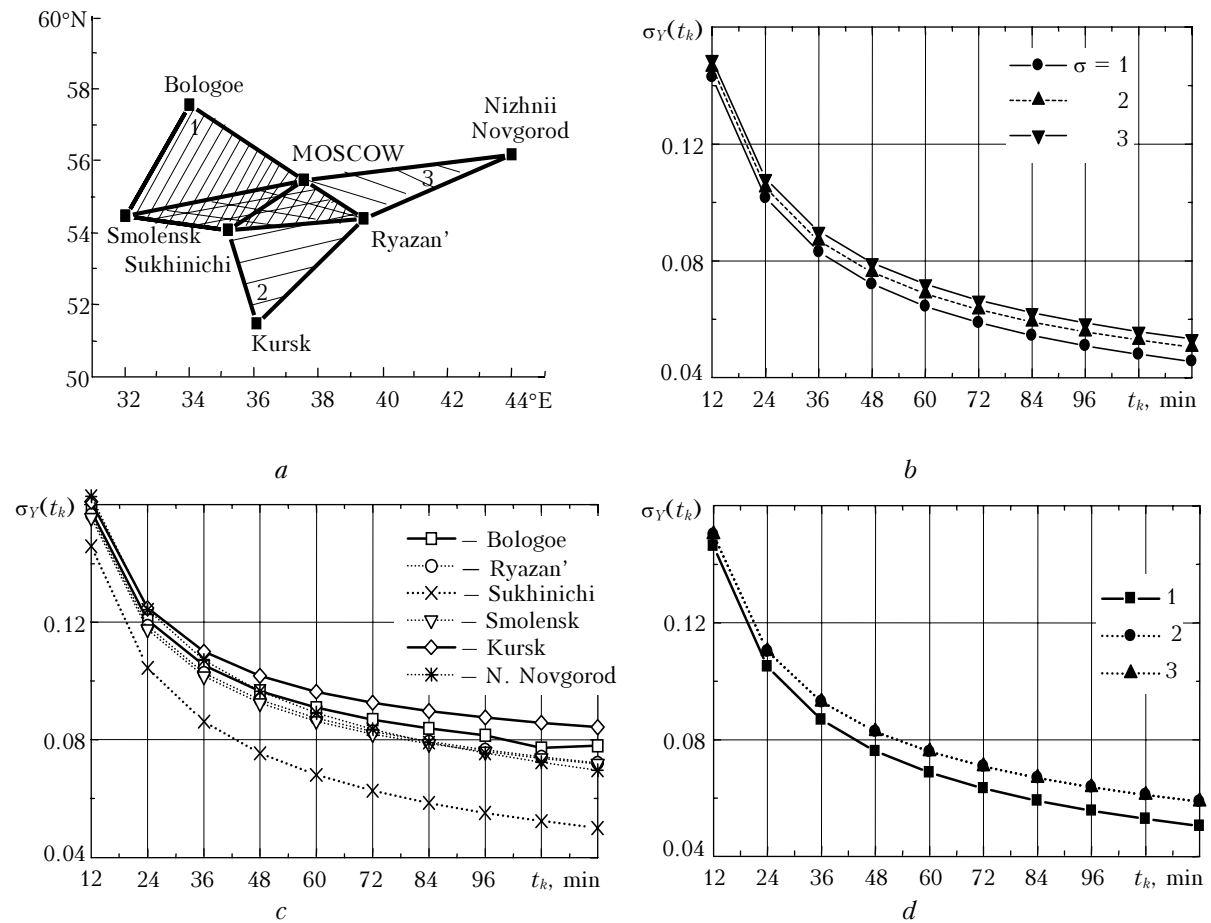 60°N
58
56
54
52
50
32
34
36
38
40
42
44°E
Bologoe
1
MOSCOW
Nizhnii
Novgorod
3
Smolensk
Sukhinichi
Ryazan'
2
Kursk
a
σY(tk)
0.12
0.08
0.04
12
24
36
48
60
72
84
96
tk, min
σ = 1
2
3
b
σY(tk)
0.12
0.08
0.04
12
24
36
48
60
72
84
96
tk, min
– Bologoe
– Ryazan'
– Sukhinichi
– Smolensk
– Kursk
– N. Novgorod
c
σY(tk)
0.12
0.08
0.04
12
24
36
48
60
72
84
96
tk, min
1
2
3
d